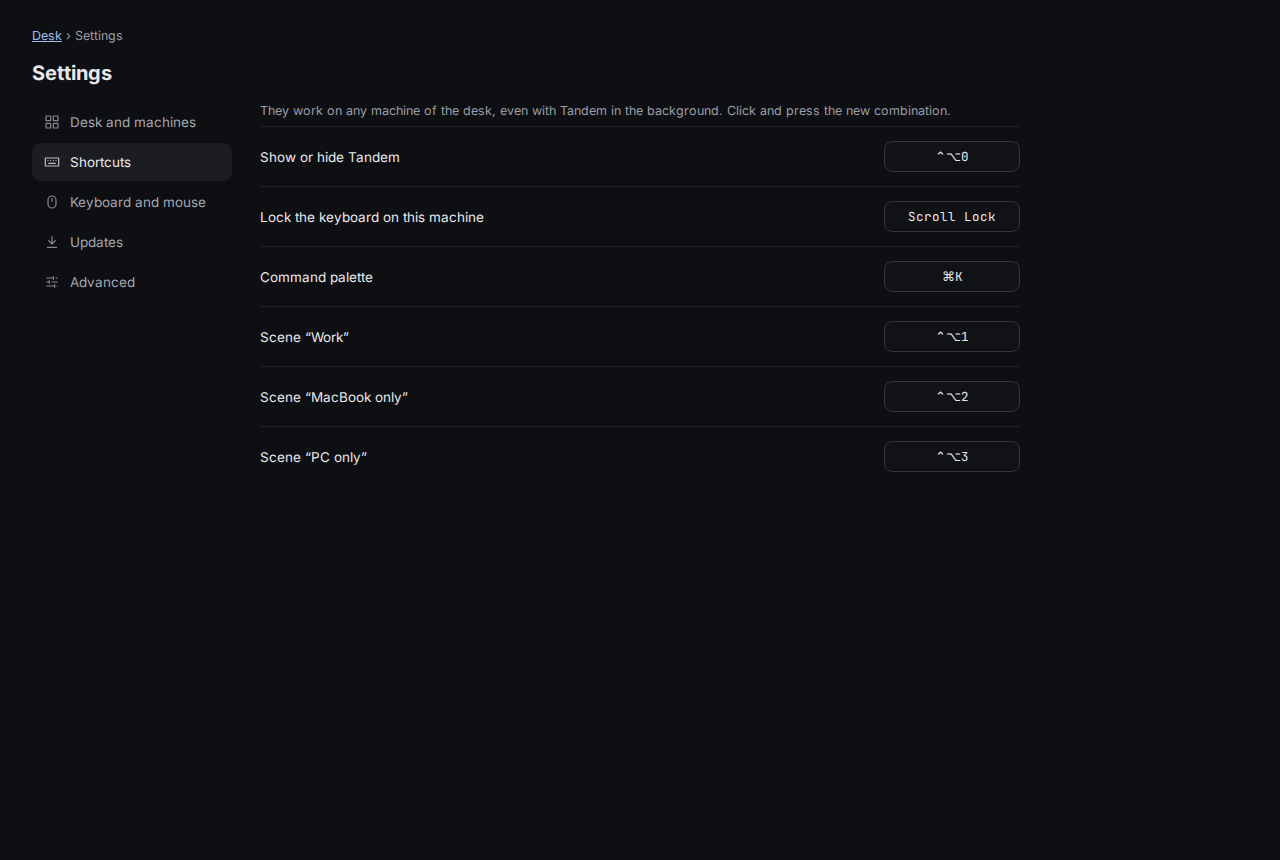 Desk › Settings
Settings
Desk and machines
Shortcuts
Keyboard and mouse
Updates
Advanced
They work on any machine of the desk, even with Tandem in the background. Click and press the new combination.
Show or hide Tandem ⌃⌥0
Lock the keyboard on this machine Scroll Lock
Command palette ⌘K
Scene “Work” ⌃⌥1
Scene “MacBook only” ⌃⌥2
Scene “PC only” ⌃⌥3